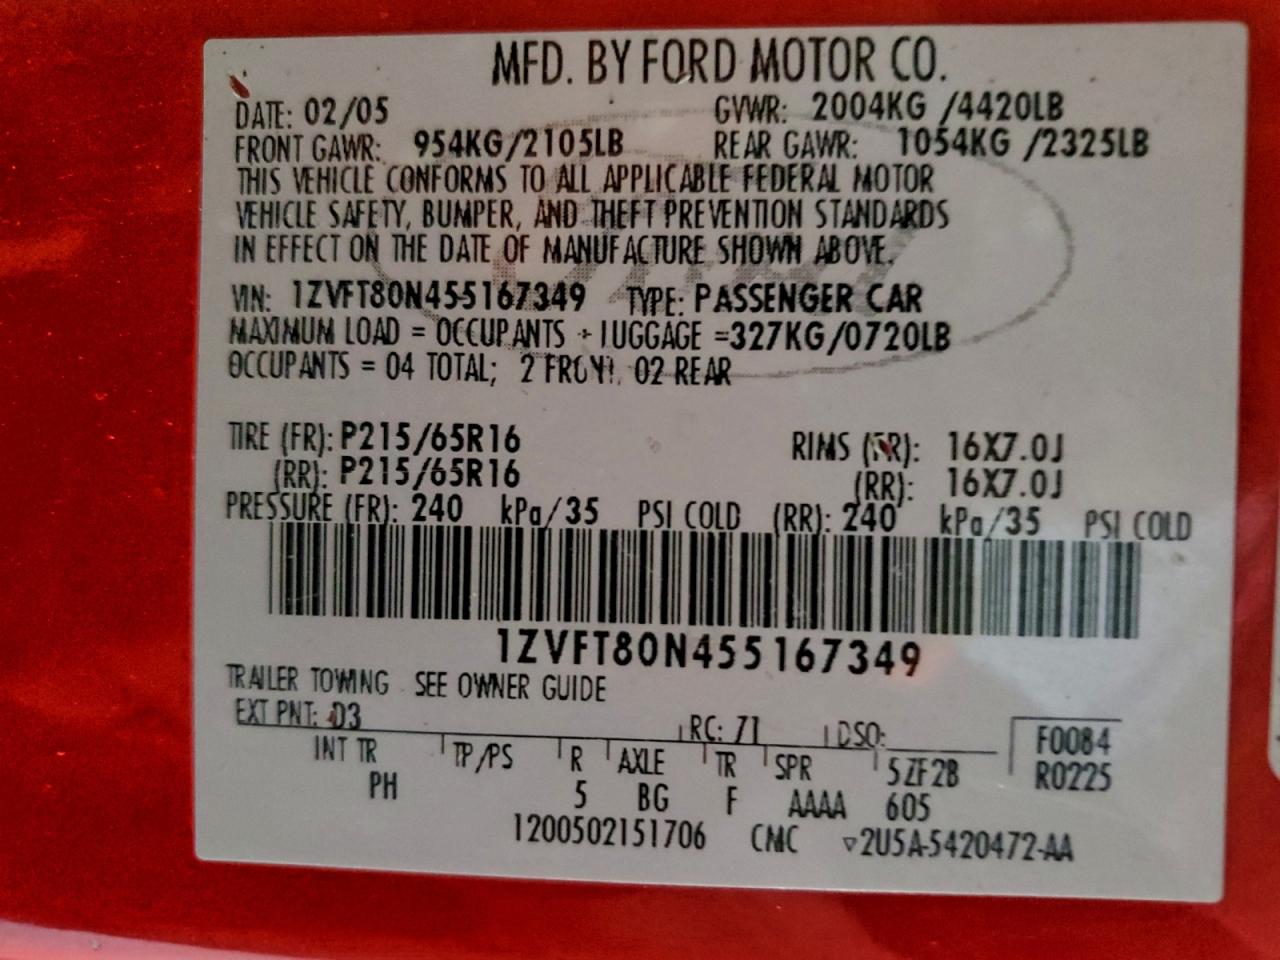 MFD. BY FORD MOTOR CO.
DATE: 02/05 GVWR: 2004KG /4420LB
FRONT GAWR: 954KG/2105LB REAR GAWR: 1054KG /2325LB
THIS VEHICLE CONFORMS TO ALL APPLICABLE FEDERAL MOTOR
VEHICLE SAFETY, BUMPER, AND THEFT PREVENTION STANDARDS
IN EFFECT ON THE DATE OF MANUFACTURE SHOWN ABOVE.
VIN: 1ZVFT80N455167349 TYPE: PASSENGER CAR
MAXIMUM LOAD = OCCUPANTS + LUGGAGE =327KG/0720LB
OCCUPANTS = 04 TOTAL; 2 FRONT, 02 REAR
TIRE (FR): P215/65R16 RIMS (FR): 16X7.0J
(RR): P215/65R16 (RR): 16X7.0J
PRESSURE (FR): 240 kPa/35 PSI COLD (RR): 240 kPa/35 PSI COLD
1ZVFT80N455167349
TRAILER TOWING SEE OWNER GUIDE
EXT PNT: D3 RC: 71 DSO: F0084
INT TR TP/PS R AXLE TR SPR 5ZF2B R0225
PH 5 BG F AAAA 605
1200502151706 CMC ▽2U5A-5420472-AA